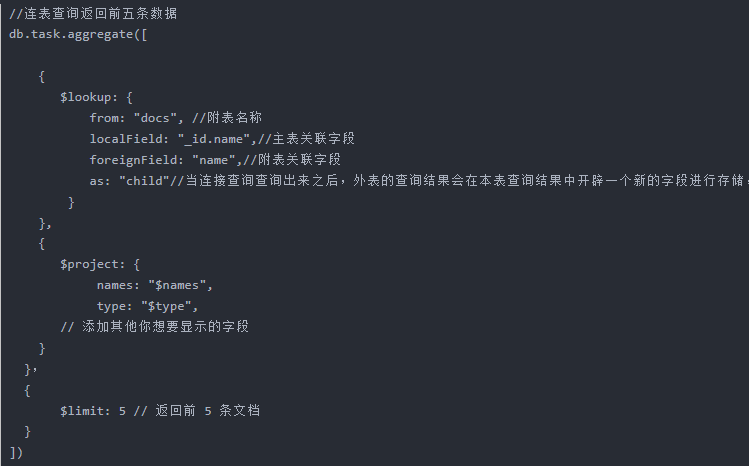 //连表查询返回前五条数据
db.task.aggregate([
{
$lookup: {
from: "docs", //附表名称
localField: "_id.name",//主表关联字段
foreignField: "name",//附表关联字段
as: "child"//当连接查询查询出来之后，外表的查询结果会在本表查询结果中开辟一个新的字段进行存储，
}
},
{
$project: {
names: "$names",
type: "$type",
// 添加其他你想要显示的字段
}
}，
{
$limit: 5 // 返回前 5 条文档
}
])